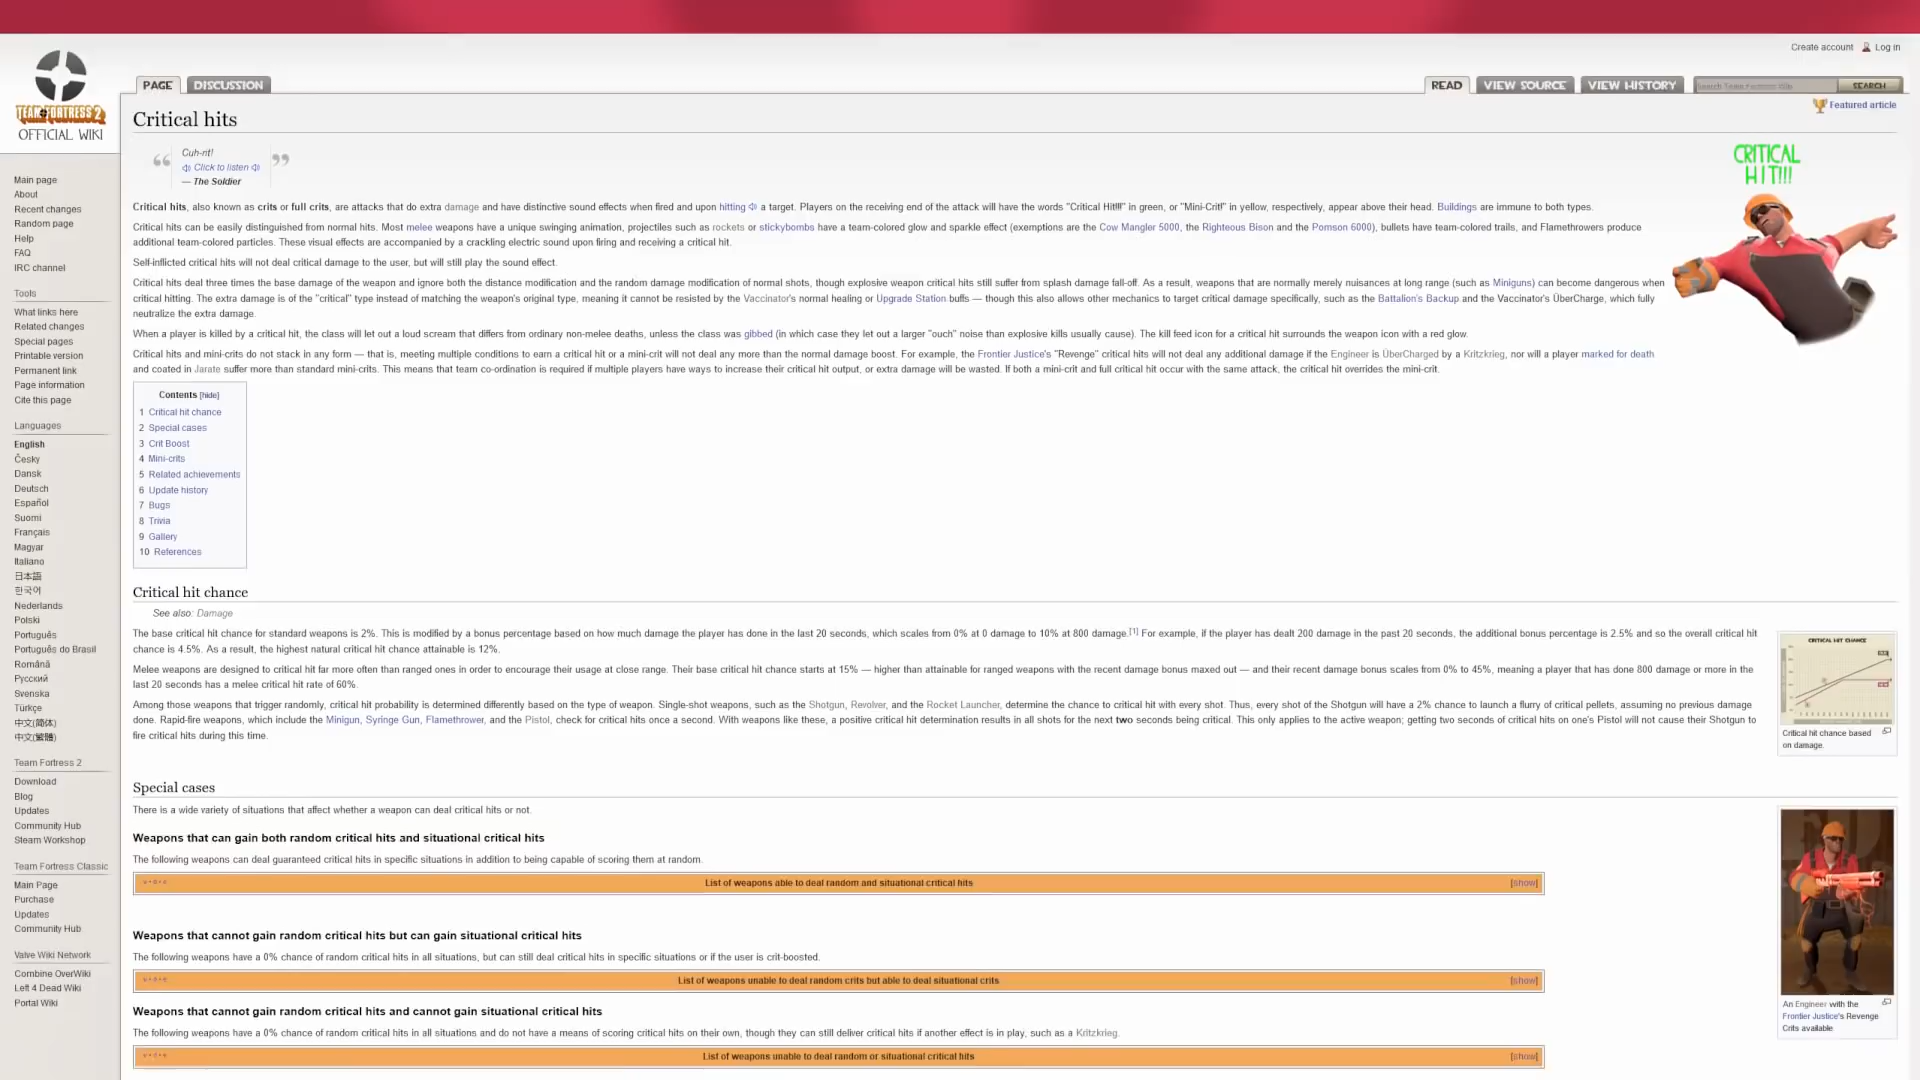 Create account Log in
PAGE DISCUSSION READ VIEW SOURCE VIEW HISTORY Search Team Fortress Wiki SEARCH
TEAM FORTRESS 2
OFFICIAL WIKI
Featured article
Critical hits
“ Cuh-rit! ”
Click to listen
— The Soldier
CRITICAL
HIT!!!
Critical hits, also known as crits or full crits, are attacks that do extra damage and have distinctive sound effects when fired and upon hitting a target. Players on the receiving end of the attack will have the words "Critical Hit!!!" in green, or "Mini-Crit!" in yellow, respectively, appear above their head. Buildings are immune to both types.
Critical hits can be easily distinguished from normal hits. Most melee weapons have a unique swinging animation, projectiles such as rockets or stickybombs have a team-colored glow and sparkle effect (exemptions are the Cow Mangler 5000, the Righteous Bison and the Pomson 6000), bullets have team-colored trails, and Flamethrowers produce
additional team-colored particles. These visual effects are accompanied by a crackling electric sound upon firing and receiving a critical hit.
Self-inflicted critical hits will not deal critical damage to the user, but will still play the sound effect.
Critical hits deal three times the base damage of the weapon and ignore both the distance modification and the random damage modification of normal shots, though explosive weapon critical hits still suffer from splash damage fall-off. As a result, weapons that are normally merely nuisances at long range (such as Miniguns) can become dangerous when
critical hitting. The extra damage is of the "critical" type instead of matching the weapon's original type, meaning it cannot be resisted by the Vaccinator's normal healing or Upgrade Station buffs — though this also allows other mechanics to target critical damage specifically, such as the Battalion's Backup and the Vaccinator's ÜberCharge, which fully
neutralize the extra damage.
When a player is killed by a critical hit, the class will let out a loud scream that differs from ordinary non-melee deaths, unless the class was gibbed (in which case they let out a larger "ouch" noise than explosive kills usually cause). The kill feed icon for a critical hit surrounds the weapon icon with a red glow.
Critical hits and mini-crits do not stack in any form — that is, meeting multiple conditions to earn a critical hit or a mini-crit will not deal any more than the normal damage boost. For example, the Frontier Justice's "Revenge" critical hits will not deal any additional damage if the Engineer is ÜberCharged by a Kritzkrieg, nor will a player marked for death
and coated in Jarate suffer more than standard mini-crits. This means that team co-ordination is required if multiple players have ways to increase their critical hit output, or extra damage will be wasted. If both a mini-crit and full critical hit occur with the same attack, the critical hit overrides the mini-crit.
Contents [hide]
1 Critical hit chance
2 Special cases
3 Crit Boost
4 Mini-crits
5 Related achievements
6 Update history
7 Bugs
8 Trivia
9 Gallery
10 References
Critical hit chance
See also: Damage
The base critical hit chance for standard weapons is 2%. This is modified by a bonus percentage based on how much damage the player has done in the last 20 seconds, which scales from 0% at 0 damage to 10% at 800 damage.[1] For example, if the player has dealt 200 damage in the past 20 seconds, the additional bonus percentage is 2.5% and so the overall critical hit
chance is 4.5%. As a result, the highest natural critical hit chance attainable is 12%.
Melee weapons are designed to critical hit far more often than ranged ones in order to encourage their usage at close range. Their base critical hit chance starts at 15% — higher than attainable for ranged weapons with the recent damage bonus maxed out — and their recent damage bonus scales from 0% to 45%, meaning a player that has done 800 damage or more in the
last 20 seconds has a melee critical hit rate of 60%.
Among those weapons that trigger randomly, critical hit probability is determined differently based on the type of weapon. Single-shot weapons, such as the Shotgun, Revolver, and the Rocket Launcher, determine the chance to critical hit with every shot. Thus, every shot of the Shotgun will have a 2% chance to launch a flurry of critical pellets, assuming no previous damage
done. Rapid-fire weapons, which include the Minigun, Syringe Gun, Flamethrower, and the Pistol, check for critical hits once a second. With weapons like these, a positive critical hit determination results in all shots for the next two seconds being critical. This only applies to the active weapon; getting two seconds of critical hits on one's Pistol will not cause their Shotgun to
fire critical hits during this time.
CRITICAL HIT CHANCE
Critical hit chance based
on damage.
Special cases
There is a wide variety of situations that affect whether a weapon can deal critical hits or not.
Weapons that can gain both random critical hits and situational critical hits
The following weapons can deal guaranteed critical hits in specific situations in addition to being capable of scoring them at random.
List of weapons able to deal random and situational critical hits [show]
Weapons that cannot gain random critical hits but can gain situational critical hits
The following weapons have a 0% chance of random critical hits in all situations, but can still deal critical hits in specific situations or if the user is crit-boosted.
List of weapons unable to deal random crits but able to deal situational crits [show]
Weapons that cannot gain random critical hits and cannot gain situational critical hits
The following weapons have a 0% chance of random critical hits in all situations and do not have a means of scoring critical hits on their own, though they can still deliver critical hits if another effect is in play, such as a Kritzkrieg.
List of weapons unable to deal random or situational critical hits [show]
An Engineer with the
Frontier Justice's Revenge
Crits available
Main page
About
Recent changes
Random page
Help
FAQ
IRC channel
Tools
What links here
Related changes
Special pages
Printable version
Permanent link
Page information
Cite this page
Languages
English
Česky
Dansk
Deutsch
Español
Suomi
Français
Magyar
Italiano
日本語
한국어
Nederlands
Polski
Português
Português do Brasil
Română
Русский
Svenska
Türkçe
中文(简体)
中文(繁體)
Team Fortress 2
Download
Blog
Updates
Community Hub
Steam Workshop
Team Fortress Classic
Main Page
Purchase
Updates
Community Hub
Valve Wiki Network
Combine OverWiki
Left 4 Dead Wiki
Portal Wiki